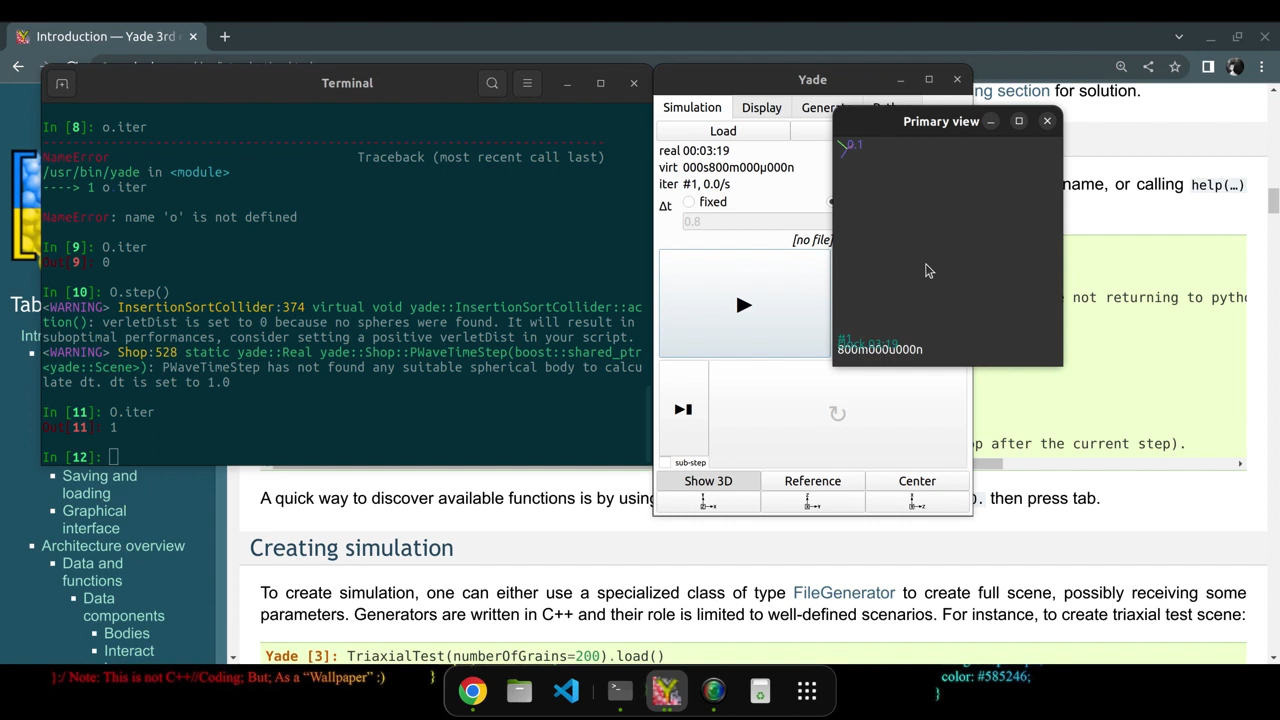 Introduction — Yade 3rd
Terminal
In [8]: o.iter
NameError Traceback (most recent call last)
/usr/bin/yade in <module>
----> 1 o.iter
NameError: name 'o' is not defined
In [9]: O.iter
Out[9]: 0
In [10]: O.step()
<WARNING> InsertionSortCollider:374 virtual void yade::InsertionSortCollider::ac
tion(): verletDist is set to 0 because no spheres were found. It will result in
suboptimal performances, consider setting a positive verletDist in your script.
<WARNING> Shop:528 static yade::Real yade::Shop::PWaveTimeStep(boost::shared_ptr
<yade::Scene>): PWaveTimeStep has not found any suitable spherical body to calcu
late dt. dt is set to 1.0
In [11]: O.iter
Out[11]: 1
In [12]:
Yade
Simulation Display Gener
Load
real 00:03:19
virt 000s800m000µ000n
iter #1, 0.0/s
Δt fixed
0.8
[no file]
sub-step
Show 3D Reference Center
Primary view
0.1
#1
800m000u000n
ng section for solution.
name, or calling help(…)
not returning to pytho
op after the current step).
Tab
Saving and
loading
Graphical
interface
Architecture overview
Data and
functions
Data
components
Bodies
Interact
A quick way to discover available functions is by using
then press tab.
Creating simulation
To create simulation, one can either use a specialized class of type FileGenerator to create full scene, possibly receiving some
parameters. Generators are written in C++ and their role is limited to well-defined scenarios. For instance, to create triaxial test scene:
Yade [3]: TriaxialTest(numberOfGrains=200).load()
}:/ Note: This is not C++//Coding; But; As a “Wallpaper” :) }
color: #585246;
}